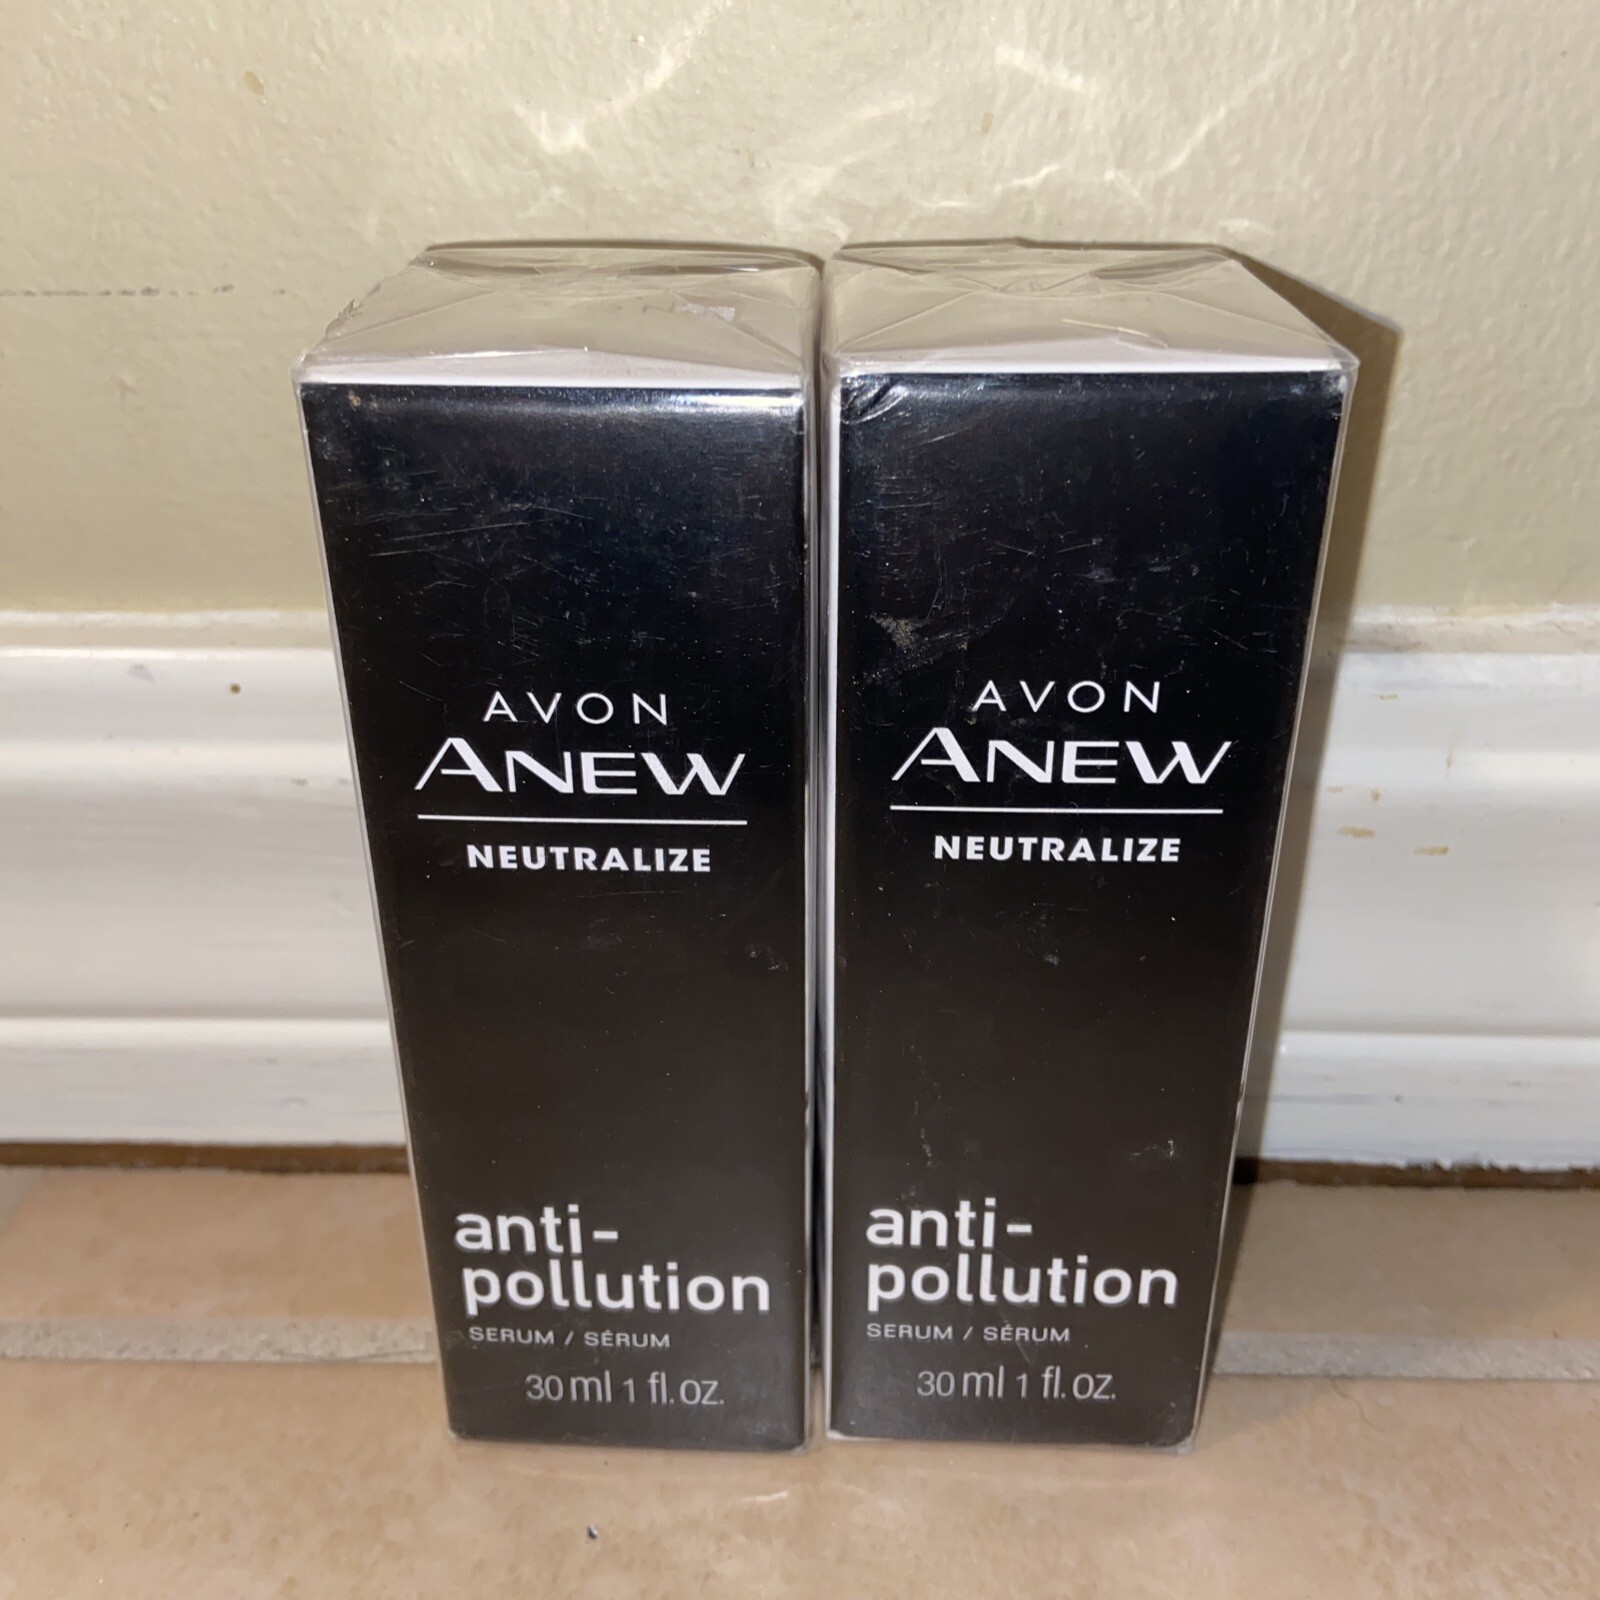 AVON
ANEW
NEUTRALIZE
anti-
pollution
SERUM / SÉRUM
30 ml 1 fl. oz.
AVON
ANEW
NEUTRALIZE
anti-
pollution
SERUM / SÉRUM
30 ml 1 fl. oz.